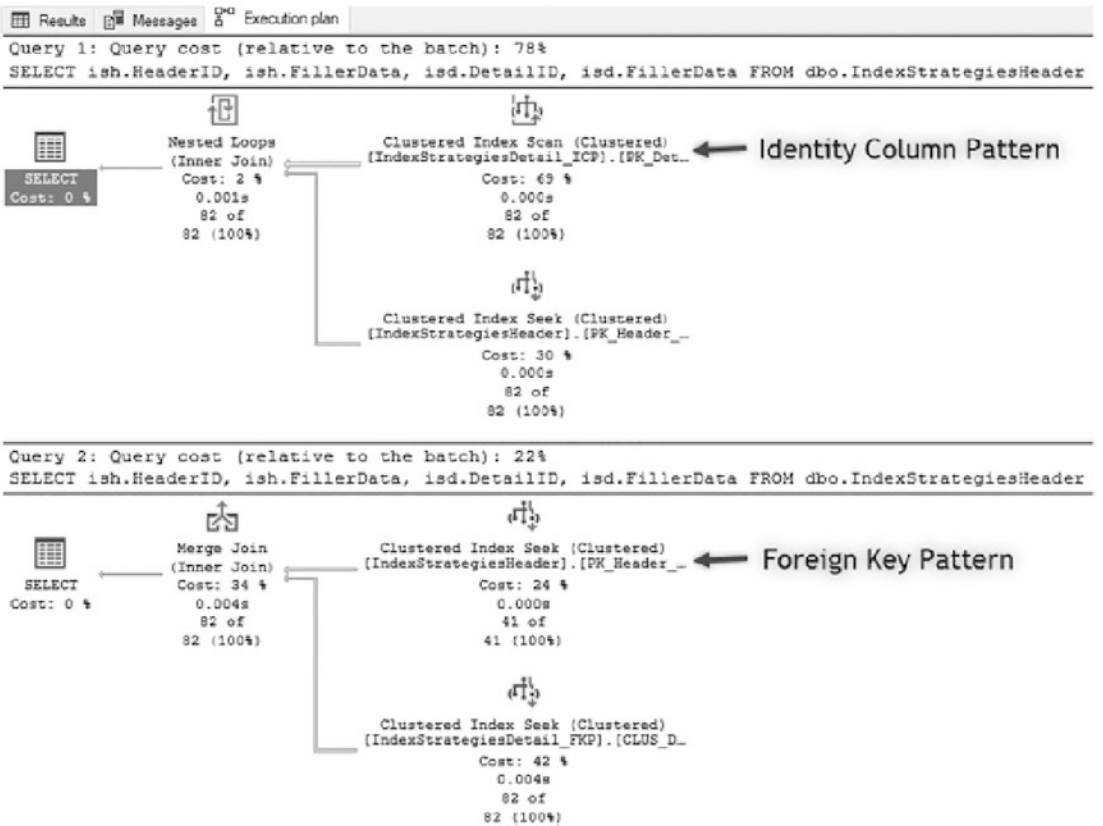 Results Messages Execution plan
Query 1: Query cost (relative to the batch): 78%
SELECT ish.HeaderID, ish.FillerData, isd.DetailID, isd.FillerData FROM dbo.IndexStrategiesHeader
SELECT
Cost: 0 %
Nested Loops
(Inner Join)
Cost: 2 %
0.001s
82 of
82 (100%)
Clustered Index Scan (Clustered)
[IndexStrategiesDetail_ICP].[PK_Det…
Cost: 69 %
0.000s
82 of
82 (100%)
Identity Column Pattern
Clustered Index Seek (Clustered)
[IndexStrategiesHeader].[PK_Header_…
Cost: 30 %
0.000s
82 of
82 (100%)
Query 2: Query cost (relative to the batch): 22%
SELECT ish.HeaderID, ish.FillerData, isd.DetailID, isd.FillerData FROM dbo.IndexStrategiesHeader
SELECT
Cost: 0 %
Merge Join
(Inner Join)
Cost: 34 %
0.004s
82 of
82 (100%)
Clustered Index Seek (Clustered)
[IndexStrategiesHeader].[PK_Header_…
Cost: 24 %
0.000s
41 of
41 (100%)
Foreign Key Pattern
Clustered Index Seek (Clustered)
[IndexStrategiesDetail_FKP].[CLUS_D…
Cost: 42 %
0.004s
82 of
82 (100%)